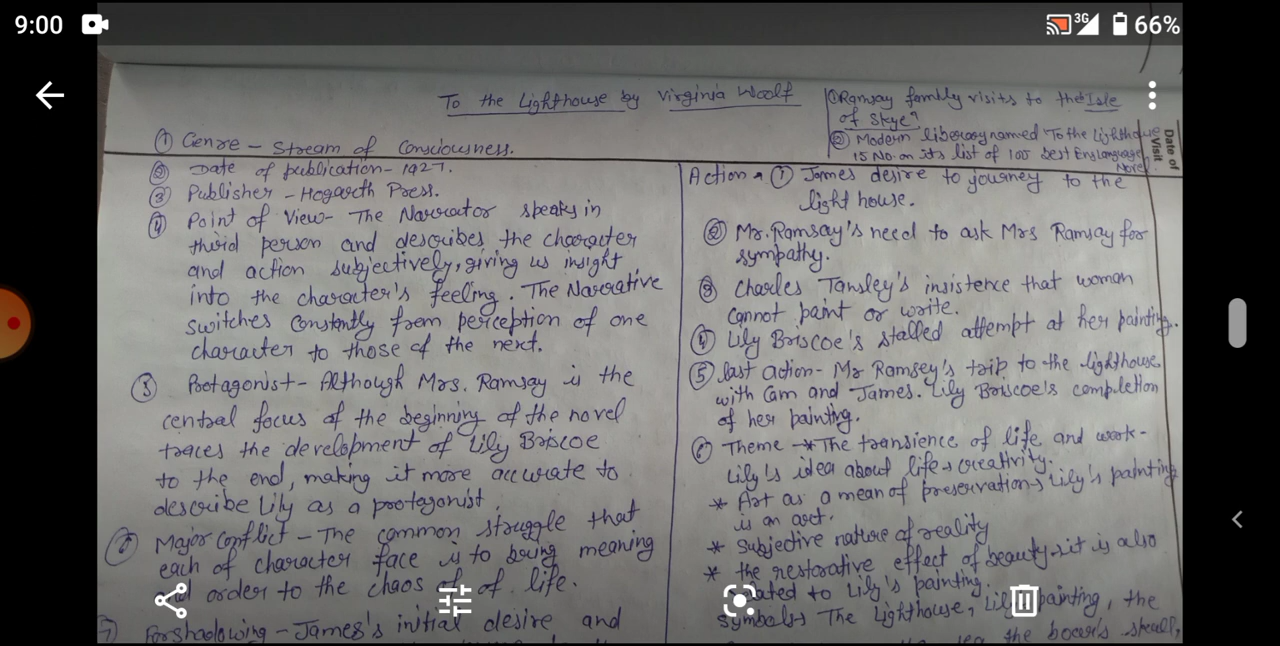 9:00
3G
66%
To the Lighthouse by Virginia Woolf
① Ramsay family visits to the Isle
of Skye"
② Modern liberary named To the Lighthouse
15 No. on its list of 100 best Eng Language
Novel
Date of
Visit
① Genre - Stream of Consciousness.
② Date of publication - 1927.
③ Publisher - Hogarth Press.
④ Point of View - The Narrator speaks in
third person and describes the character
and action subjectively, giving us insight
into the character's feeling. The Narrative
switches constantly from perception of one
character to those of the next.
⑤ Protagonist - Although Mrs. Ramsay is the
central focus of the beginning of the novel
traces the development of Lily Briscoe
to the end, making it more accurate to
describe Lily as a protagonist.
Major Conflict - The common struggle that
each of character face is to bring meaning
and order to the chaos of of life.
7 Forshadowing - James's initial desire and
Action - ① James desire to journey to the
light house.
② Mr. Ramsay's need to ask Mrs Ramsay for
sympathy.
③ Charles Tansley's insistence that woman
cannot paint or write.
④ Lily Briscoe's stalled attempt at her painting.
⑤ last action - Mr Ramsey's trip to the lighthouse
with Cam and James. Lily Briscoe's completion
of her painting.
⑥ Theme → * The transience of life and work -
Lily's idea about life → creativity.
* Art as a mean of preservation → Lily's painting
is an art.
* Subjective nature of reality
* the restorative effect of beauty → it is also
related to Lily's painting.
symbols → The Lighthouse, Lily painting, the
the boar's skull,